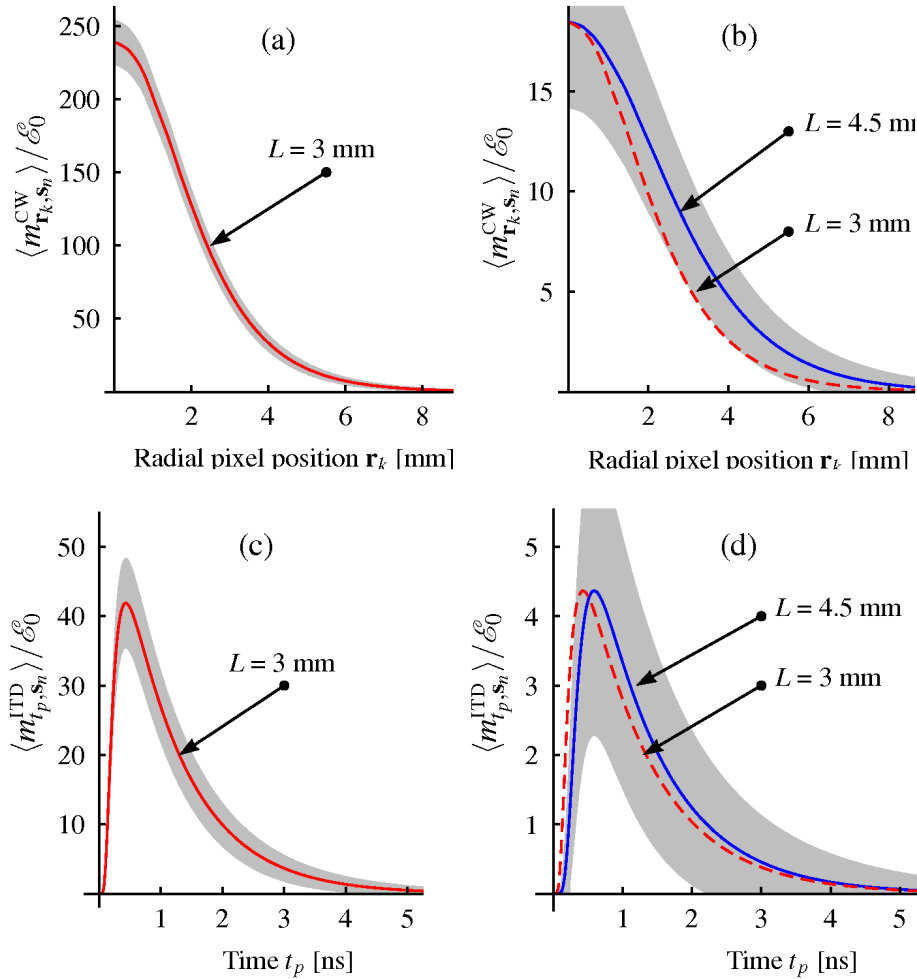 (a)
⟨m^CW_{r_k,s_n}⟩/ℰ_0
250
200
150
100
50
L = 3 mm
2 4 6 8
Radial pixel position r_k [mm]
(b)
⟨m^CW_{r_k,s_n}⟩/ℰ_0
15
10
5
L = 4.5 m
L = 3 mm
2 4 6 8
Radial pixel position r_k [mm]
(c)
⟨m^ITD_{t_p,s_n}⟩/ℰ_0
50
40
30
20
10
L = 3 mm
1 2 3 4 5
Time t_p [ns]
(d)
⟨m^ITD_{t_p,s_n}⟩/ℰ_0
5
4
3
2
1
L = 4.5 mm
L = 3 mm
1 2 3 4 5
Time t_p [ns]